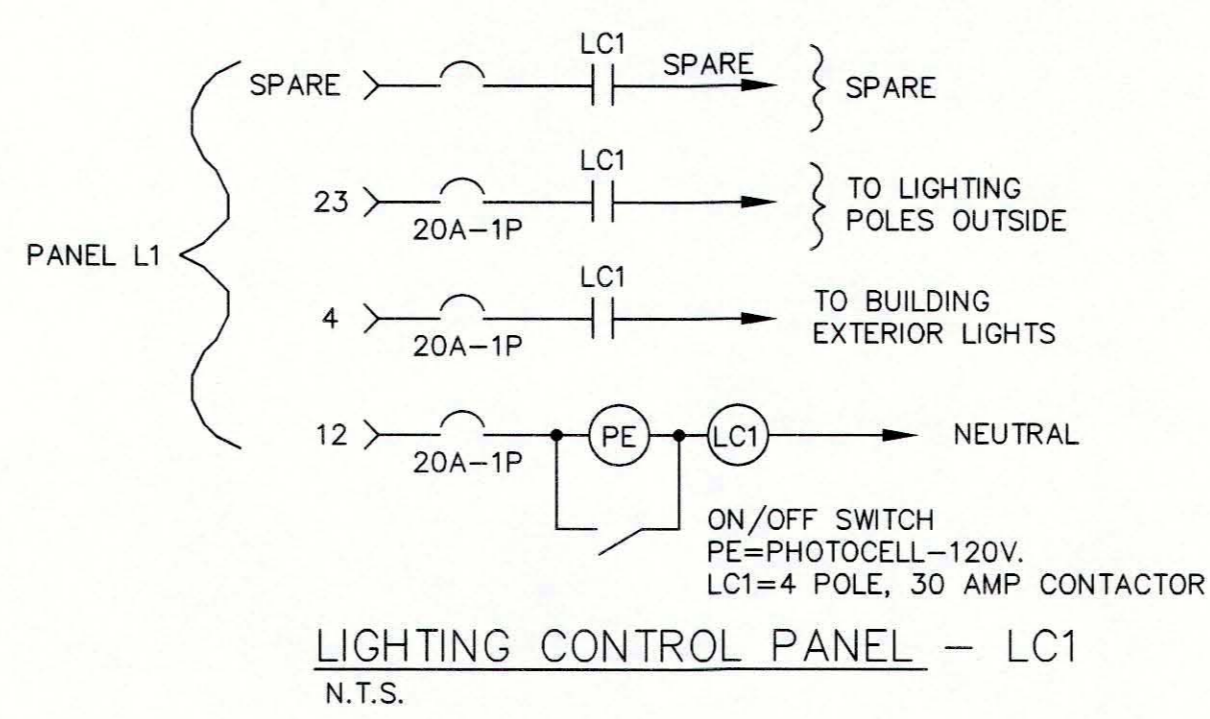 LC1
SPARE SPARE SPARE
LC1
23 TO LIGHTING
20A-1P POLES OUTSIDE
PANEL L1
LC1
4 TO BUILDING
20A-1P EXTERIOR LIGHTS
12 PE LC1 NEUTRAL
20A-1P
ON/OFF SWITCH
PE=PHOTOCELL-120V.
LC1=4 POLE, 30 AMP CONTACTOR
LIGHTING CONTROL PANEL - LC1
N.T.S.